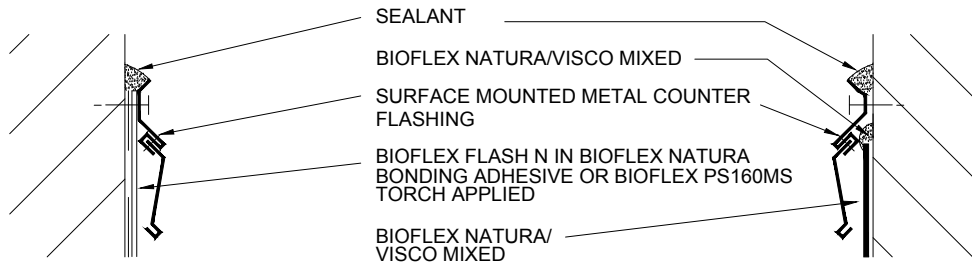 SEALANT
BIOFLEX NATURA/VISCO MIXED
SURFACE MOUNTED METAL COUNTER
FLASHING
BIOFLEX FLASH N IN BIOFLEX NATURA
BONDING ADHESIVE OR BIOFLEX PS160MS
TORCH APPLIED
BIOFLEX NATURA/
VISCO MIXED